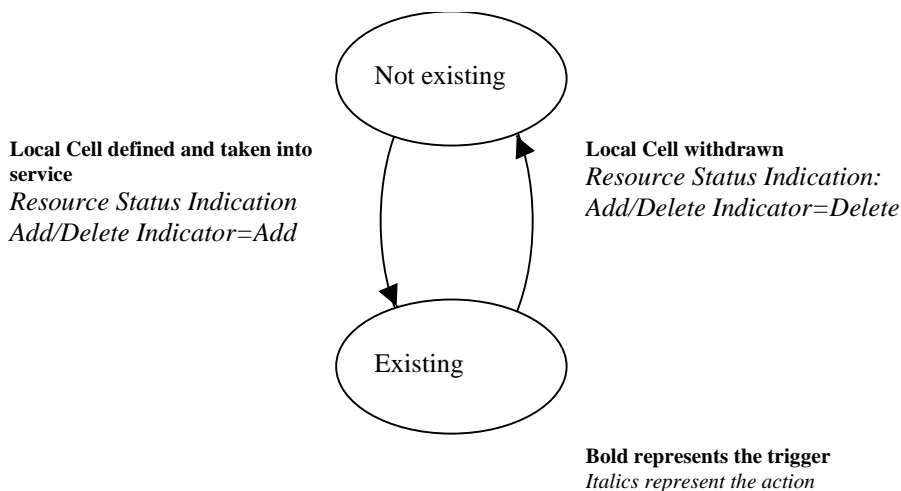 Not existing
Local Cell defined and taken into
service
Resource Status Indication
Add/Delete Indicator=Add
Local Cell withdrawn
Resource Status Indication:
Add/Delete Indicator=Delete
Existing
Bold represents the trigger
Italics represent the action